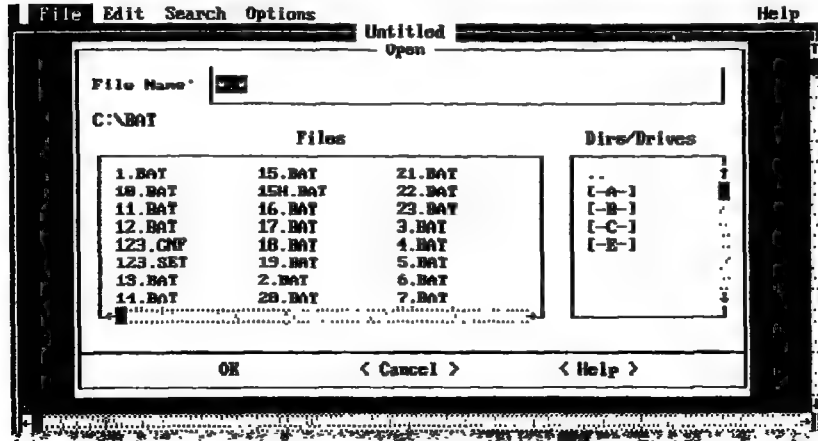 File Edit Search Options Help
Untitled
Open
File Name:
C:\BAT
Files Dirs/Drives
1.BAT 15.BAT 21.BAT ..
10.BAT 15H.BAT 22.BAT [-A-]
11.BAT 16.BAT 23.BAT [-B-]
12.BAT 17.BAT 3.BAT [-C-]
123.CNF 18.BAT 4.BAT [-E-]
123.SET 19.BAT 5.BAT
13.BAT 2.BAT 6.BAT
14.BAT 20.BAT 7.BAT
OK < Cancel > < Help >